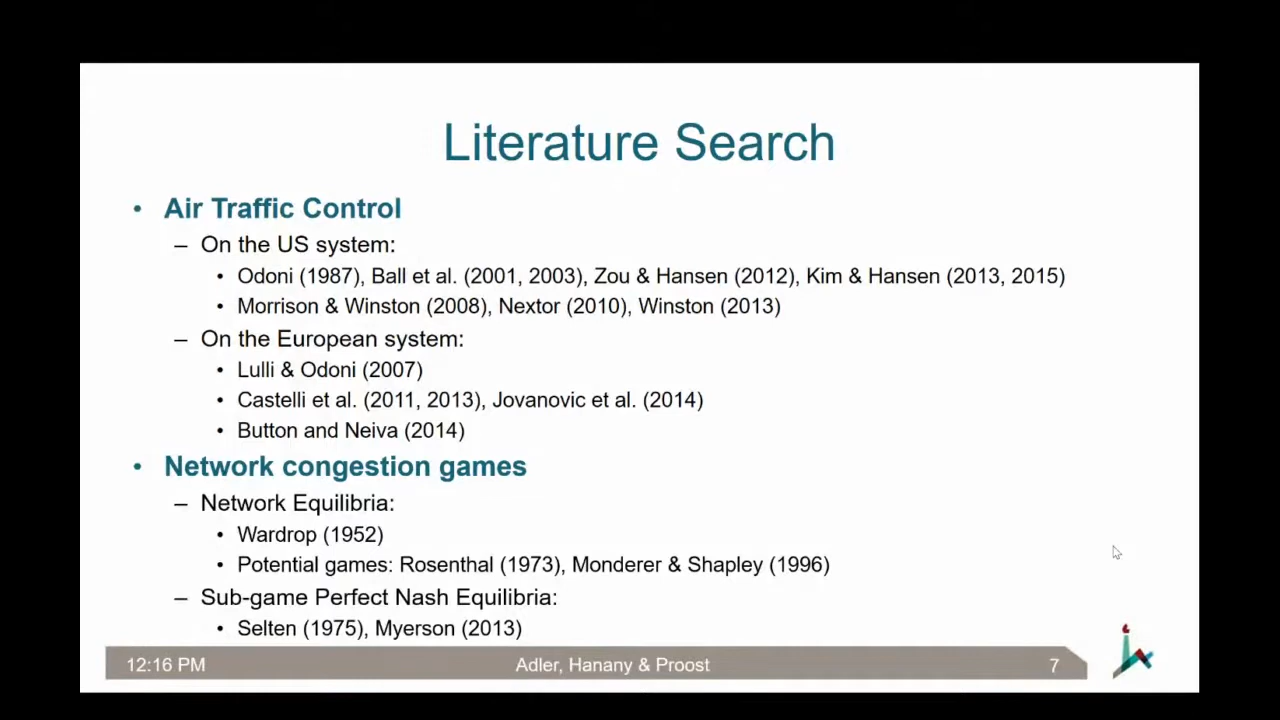 Literature Search
• Air Traffic Control
– On the US system:
• Odoni (1987), Ball et al. (2001, 2003), Zou & Hansen (2012), Kim & Hansen (2013, 2015)
• Morrison & Winston (2008), Nextor (2010), Winston (2013)
– On the European system:
• Lulli & Odoni (2007)
• Castelli et al. (2011, 2013), Jovanovic et al. (2014)
• Button and Neiva (2014)
• Network congestion games
– Network Equilibria:
• Wardrop (1952)
• Potential games: Rosenthal (1973), Monderer & Shapley (1996)
– Sub-game Perfect Nash Equilibria:
• Selten (1975), Myerson (2013)
12:16 PM Adler, Hanany & Proost 7